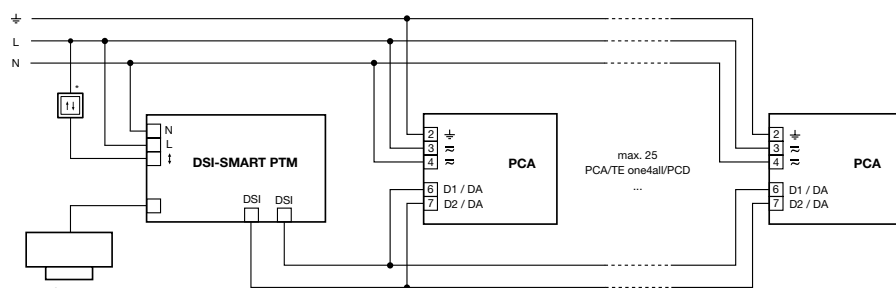 L
N
*
N
L
DSI-SMART PTM
DSI
DSI
2
3
4
PCA
6 D1 / DA
7 D2 / DA
max. 25
PCA/TE one4all/PCD
...
2
3
4
PCA
6 D1 / DA
7 D2 / DA